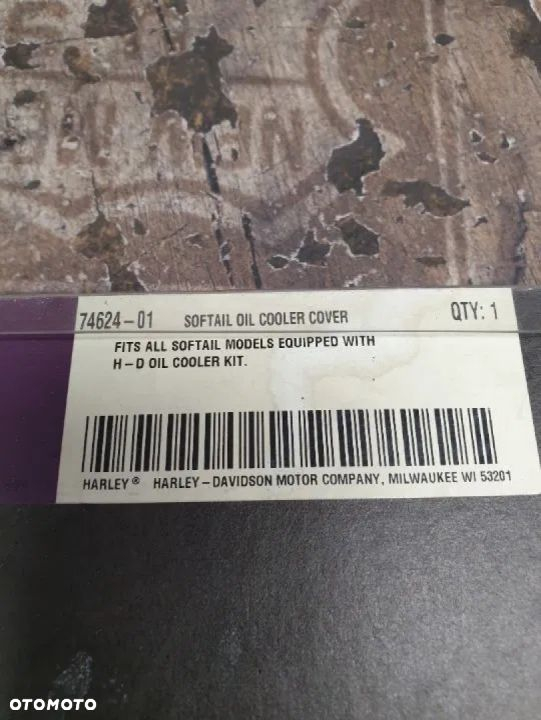 74624-01 SOFTAIL OIL COOLER COVER QTY: 1
FITS ALL SOFTAIL MODELS EQUIPPED WITH
H-D OIL COOLER KIT.
HARLEY® HARLEY-DAVIDSON MOTOR COMPANY, MILWAUKEE WI 53201
OTOMOTO